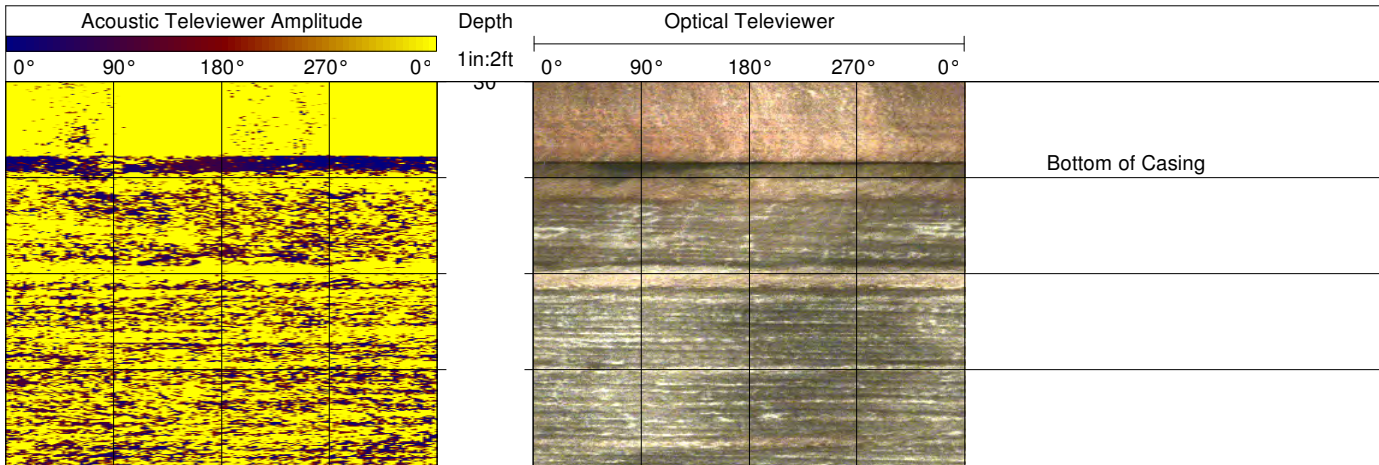 Acoustic Televiewer Amplitude Depth Optical Televiewer
1in:2ft
0° 90° 180° 270° 0° 0° 90° 180° 270° 0°
30
Bottom of Casing